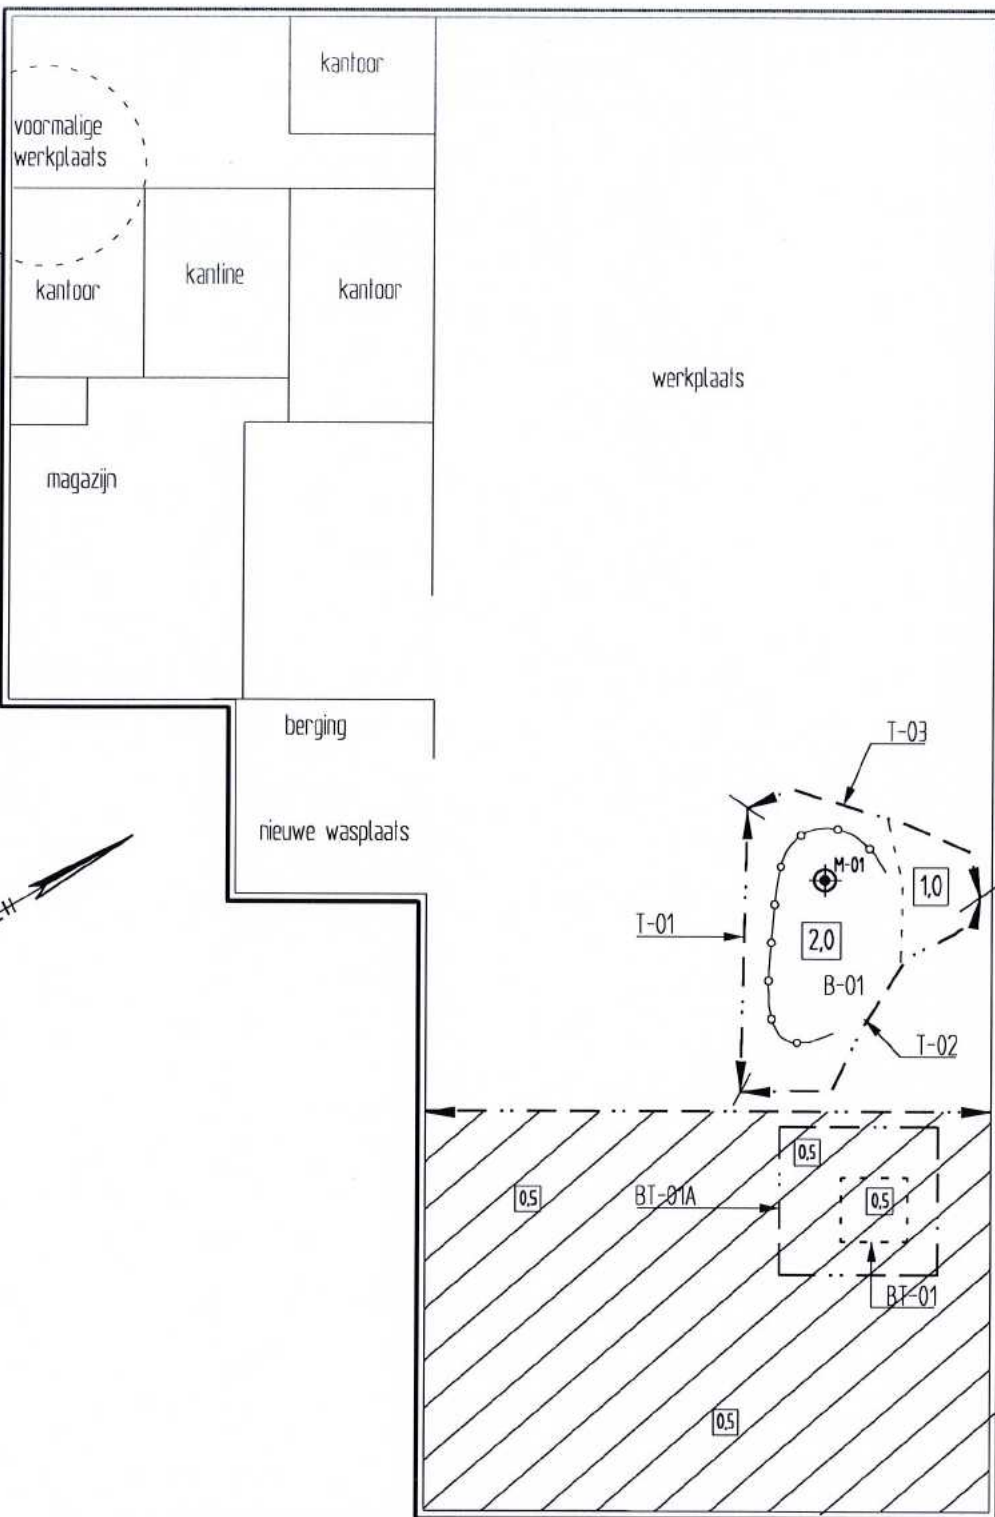 kantoor
voormalige
werkplaats
kantoor
kantine
kantoor
werkplaats
magazijn
berging
nieuwe wasplaats
T-03
M-01
1,0
T-01
2,0
B-01
T-02
0,5
0,5
BT-01A
0,5
BT-01
0,5